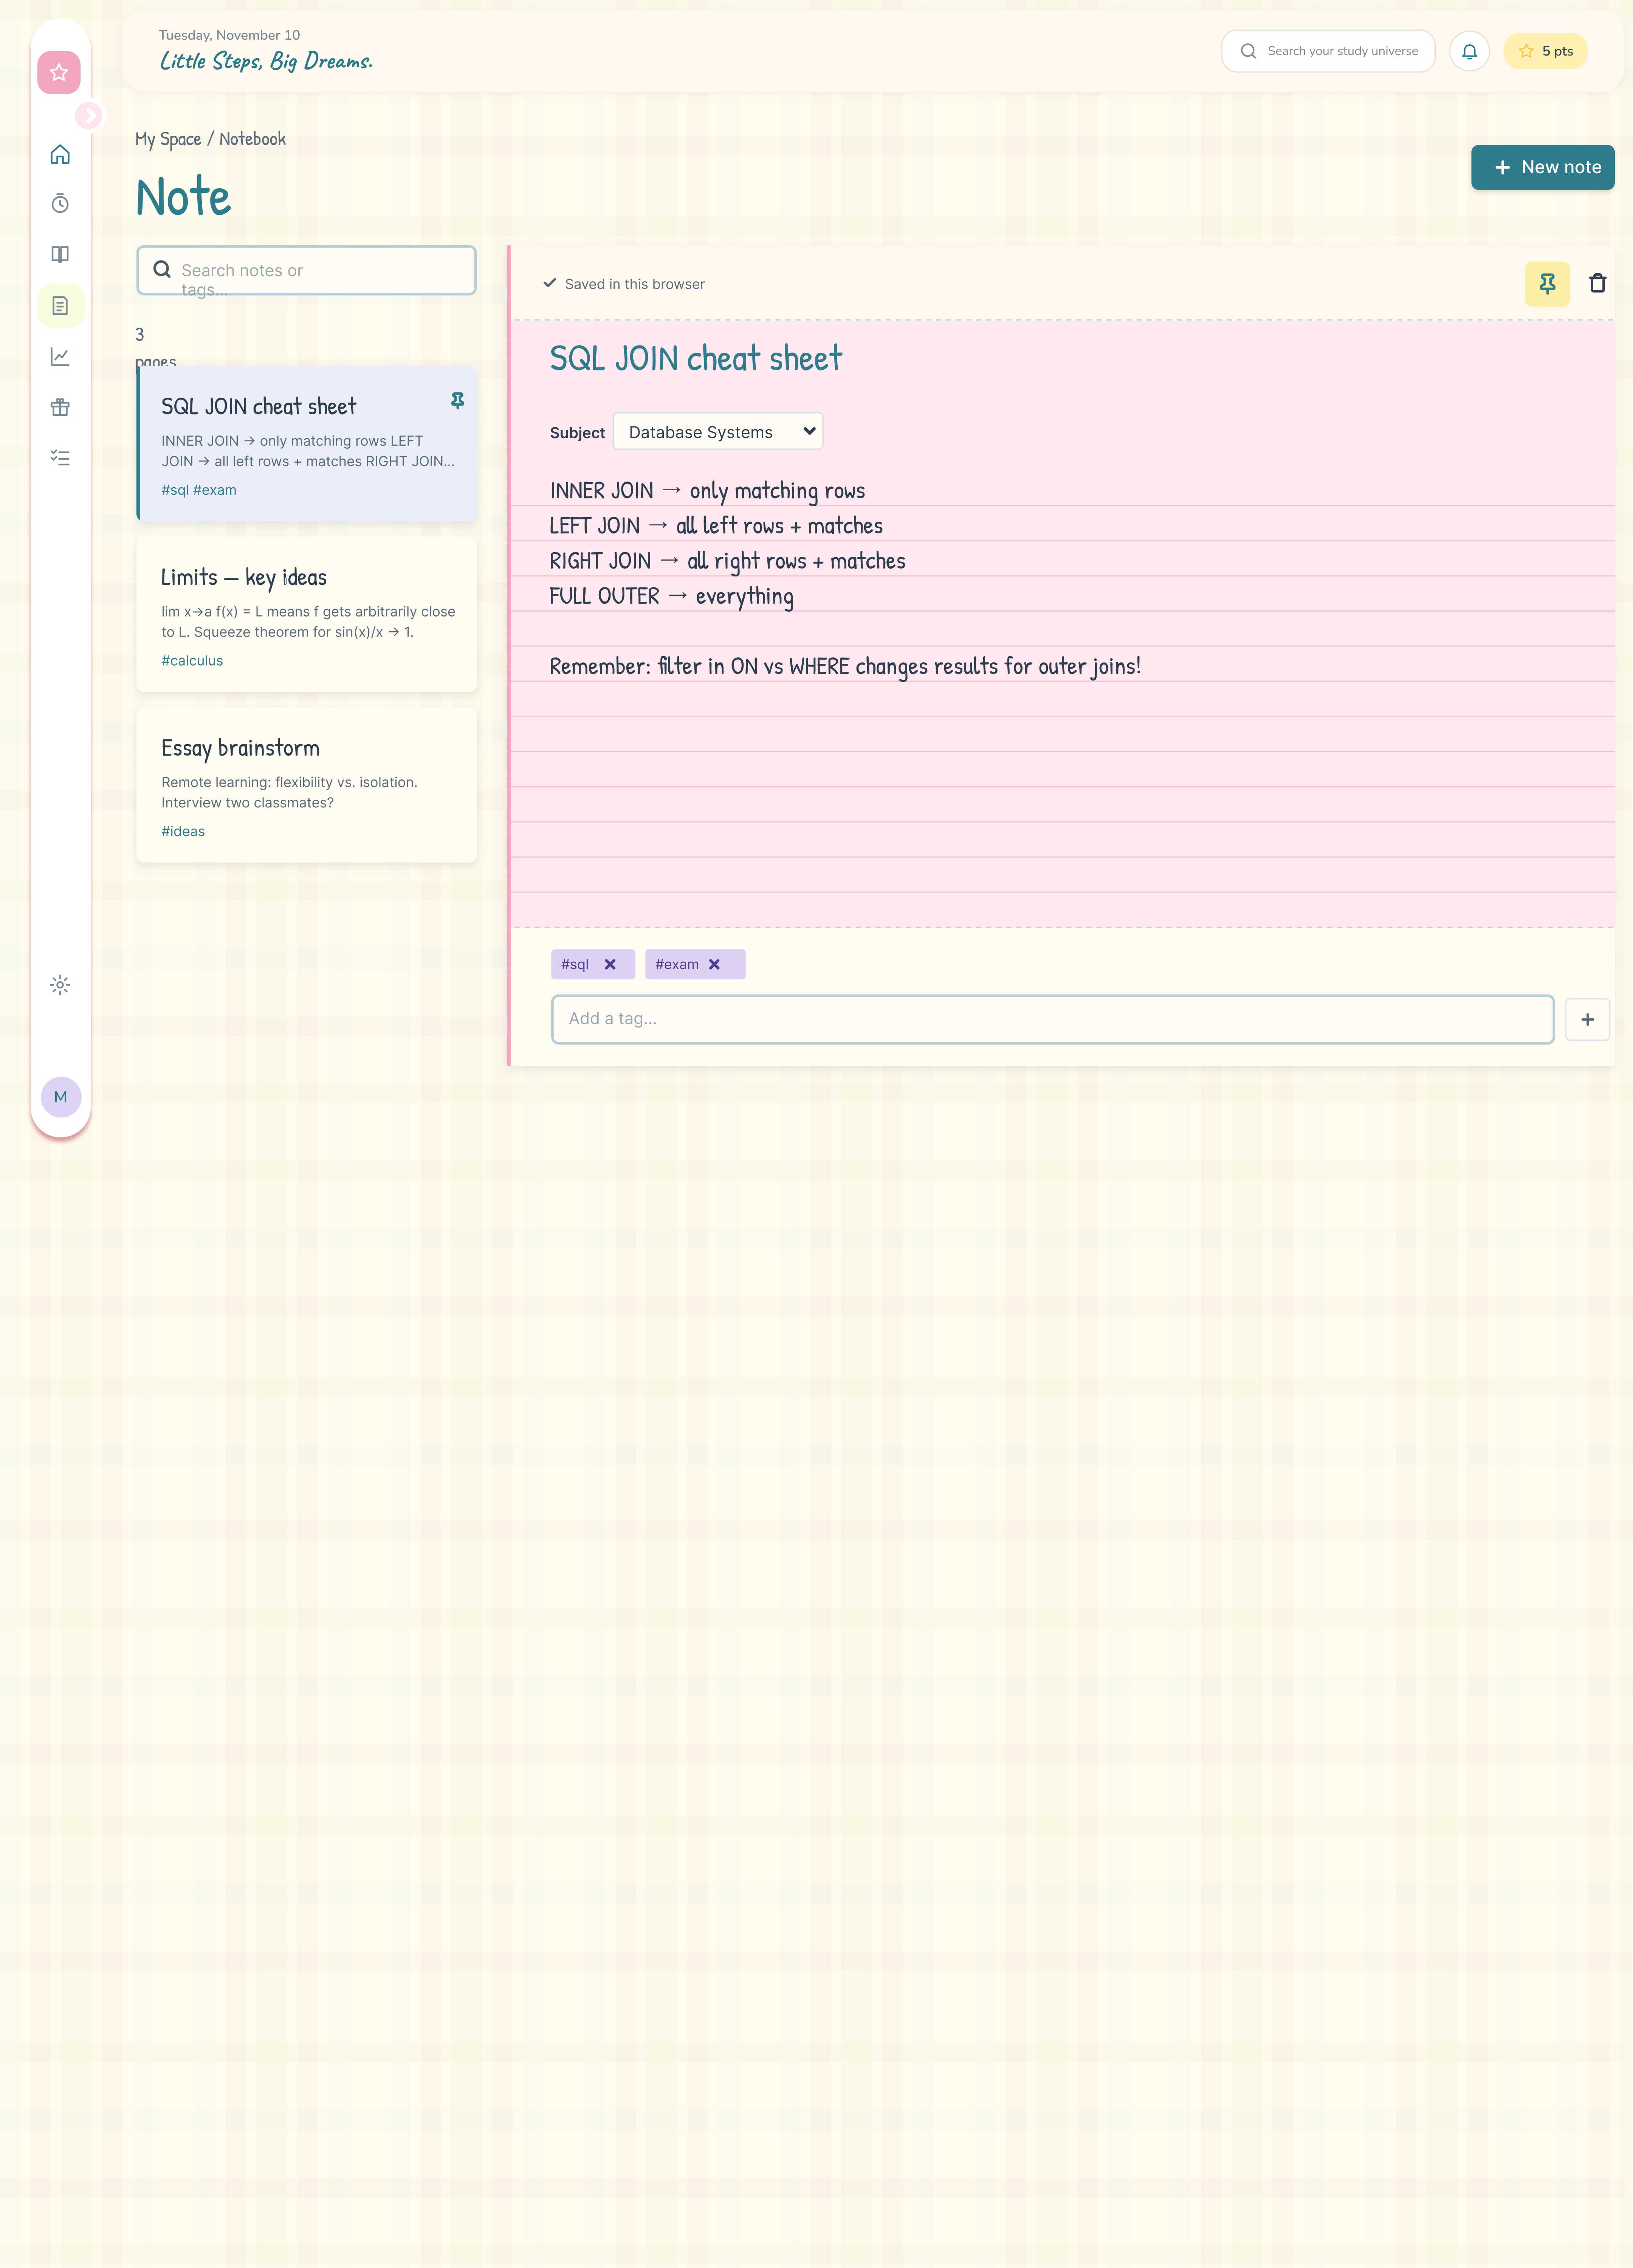 Tuesday, November 10
Little Steps, Big Dreams.
Search your study universe
5 pts
My Space / Notebook
Note
+ New note
Search notes or
tags...
3
pages
SQL JOIN cheat sheet
INNER JOIN → only matching rows LEFT
JOIN → all left rows + matches RIGHT JOIN...
#sql #exam
Limits — key ideas
lim x→a f(x) = L means f gets arbitrarily close
to L. Squeeze theorem for sin(x)/x → 1.
#calculus
Essay brainstorm
Remote learning: flexibility vs. isolation.
Interview two classmates?
#ideas
Saved in this browser
SQL JOIN cheat sheet
Subject Database Systems
INNER JOIN → only matching rows
LEFT JOIN → all left rows + matches
RIGHT JOIN → all right rows + matches
FULL OUTER → everything
Remember: filter in ON vs WHERE changes results for outer joins!
#sql #exam
Add a tag...
M